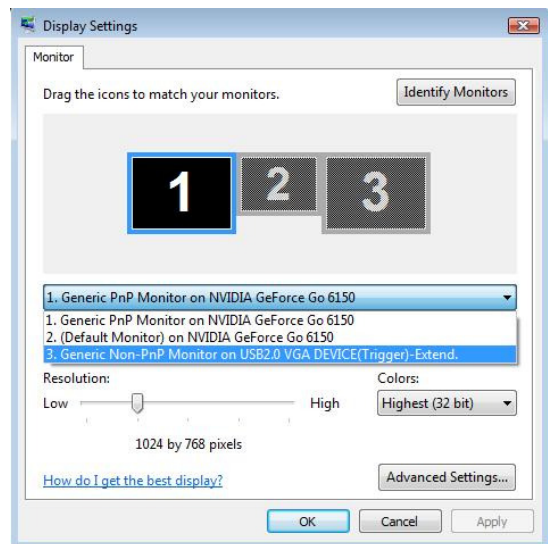 Display Settings
Monitor
Drag the icons to match your monitors.
Identify Monitors
1 2 3
1. Generic PnP Monitor on NVIDIA GeForce Go 6150
1. Generic PnP Monitor on NVIDIA GeForce Go 6150
2. (Default Monitor) on NVIDIA GeForce Go 6150
3. Generic Non-PnP Monitor on USB2.0 VGA DEVICE(Trigger)-Extend.
Resolution: Colors:
Low High Highest (32 bit)
1024 by 768 pixels
How do I get the best display? Advanced Settings...
OK Cancel Apply